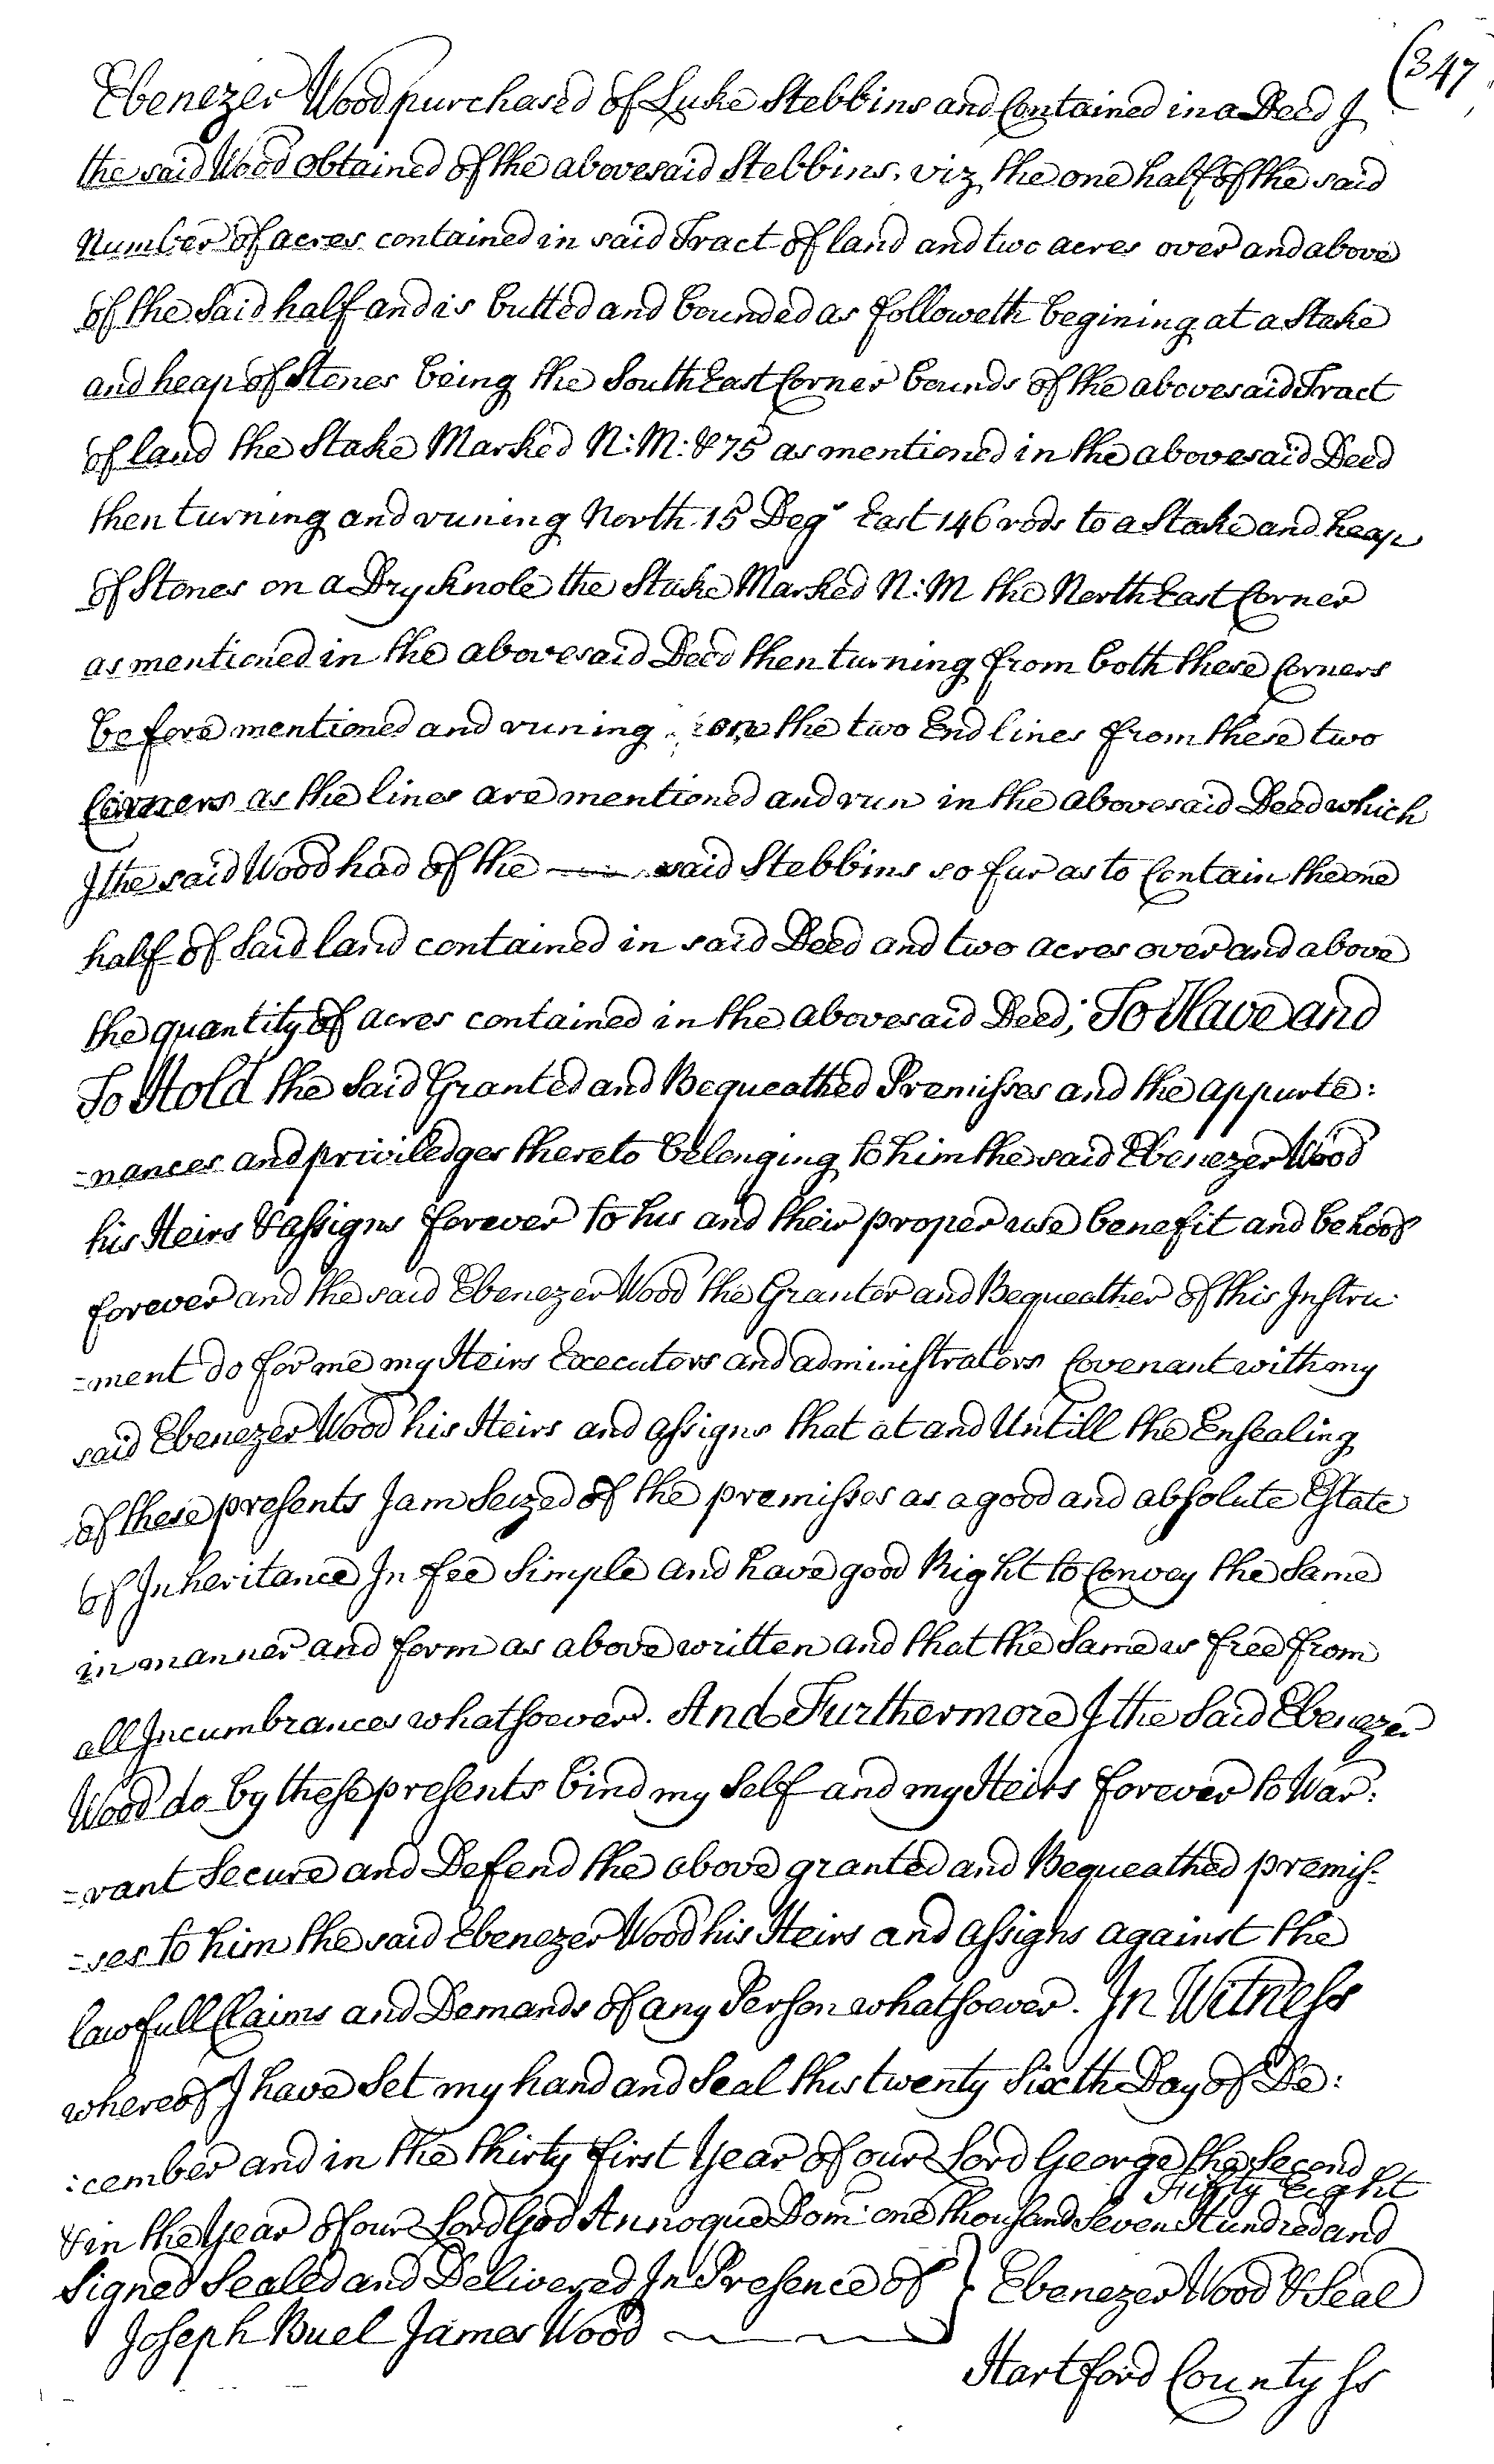 (347
Ebenezer Wood purchased of Luke Stebbins and Contained in a Deed I
the said Wood obtained of the abovesaid Stebbins, viz, the one half of the said
Number of acres contained in said Tract of land and two acres over and above
of the Said half and is butted and bounded as followeth begining at a Stake
and heap of Stones being the South East Corner bounds of the abovesaid Tract
of land the Stake Marked N:M: & 75 as mentioned in the abovesaid Deed
then turning and runing North 15 Degs East 146 rods to a Stake and heap
of Stones on a Dry Knole the Stake Marked N:M the North East Corner
as mentioned in the abovesaid Deed then turning from both these Corners
before mentioned and runing on the two End lines from these two
Corners as the lines are mentioned and run in the abovesaid Deed which
I the said Wood had of the said Stebbins so fur as to Contain the one
half of Said land contained in said Deed and two acres over and above
the quantity of acres contained in the abovesaid Deed; To Have and
To Hold the Said Granted and Bequeathed Premisses and the appurte:
=nances and priviledges thereto belonging to him the said Ebenezer Wood
his Heirs & assigns forever to his and their proper use benefit and behoof
forever and the said Ebenezer Wood the Grantor and Bequeather of this Instru-
=ment do for me my Heirs Executors and administrators Covenant with my
said Ebenezer Wood his Heirs and assigns that at and Untill the Ensealing
of these presents I am Seized of the premisses as a good and absolute Estate
of Inheritance In fee Simple and have good Right to Convey the Same
in manner and form as above written and that the Same is free from
all Incumbrances whatsoever. And Furthermore I the Said Ebenezer
Wood do by these presents bind my Self and my Heirs forever to War:
=rant Secure and Defend the above granted and Bequeathed premis-
=ses to him the said Ebenezer Wood his Heirs and assigns against the
lawfull Claims and Demands of any Person whatsoever. In Witness
whereof I have Set my hand and Seal this twenty Sixth Day of De:
:cember and in the thirty first Year of our Lord George the Second
Fifty Eight
& in the Year of our Lord God Annoque Dom: one thousand Seven Hundred and
Signed Sealed and Delivered In Presence of } Ebenezer Wood & Seal
Joseph Buel James Wood
Hartford County ss